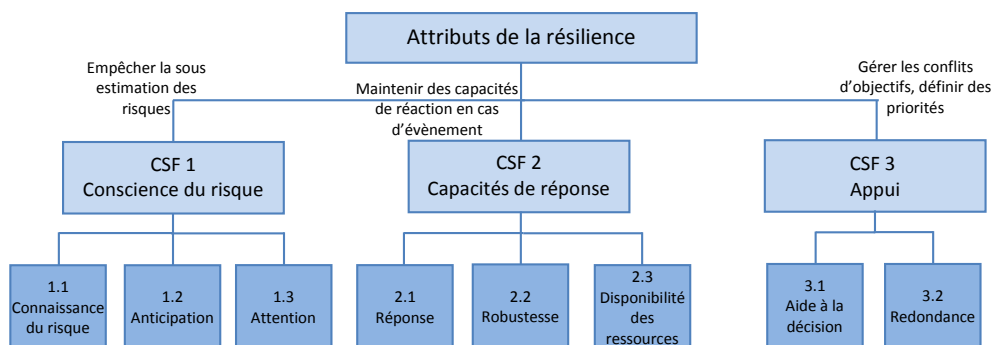 Attributs de la résilience
Empêcher la sous
estimation des
risques
Maintenir des capacités
de réaction en cas
d'évènement
Gérer les conflits
d'objectifs, définir des
priorités
CSF 1
Conscience du risque
CSF 2
Capacités de réponse
CSF 3
Appui
1.1
Connaissance
du risque
1.2
Anticipation
1.3
Attention
2.1
Réponse
2.2
Robustesse
2.3
Disponibilité
des
ressources
3.1
Aide à la
décision
3.2
Redondance